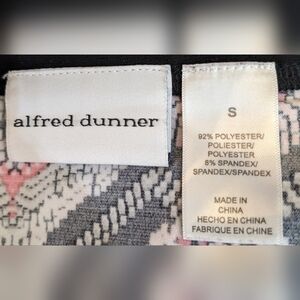 alfred dunner
S
92% POLYESTER/
POLIESTER/
POLYESTER
8% SPANDEX/
SPANDEX/SPANDEX
MADE IN
CHINA
HECHO EN CHINA
FABRIQUE EN CHINE